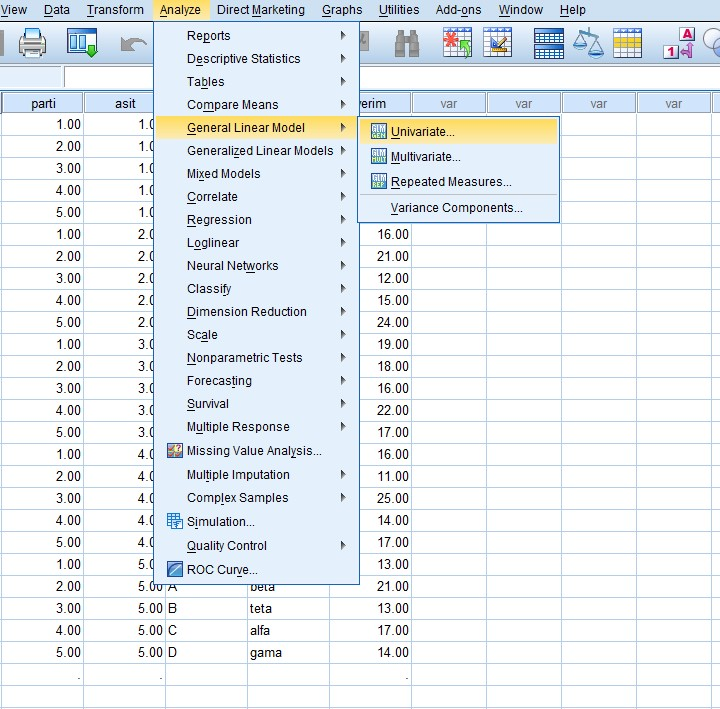 View Data Transform Analyze Direct Marketing Graphs Utilities Add-ons Window Help
A
1
parti asit verim var var var var
Reports
Descriptive Statistics
Tables
Compare Means
General Linear Model
Generalized Linear Models
Mixed Models
Correlate
Regression
Loglinear
Neural Networks
Classify
Dimension Reduction
Scale
Nonparametric Tests
Forecasting
Survival
Multiple Response
Missing Value Analysis...
Multiple Imputation
Complex Samples
Simulation...
Quality Control
ROC Curve...
Univariate...
Multivariate...
Repeated Measures...
Variance Components...
1.00 1.0
2.00 1.0
3.00 1.0
4.00 1.0
5.00 1.0
1.00 2.0 16.00
2.00 2.0 21.00
3.00 2.0 12.00
4.00 2.0 15.00
5.00 2.0 24.00
1.00 3.0 19.00
2.00 3.0 18.00
3.00 3.0 16.00
4.00 3.0 22.00
5.00 3.0 17.00
1.00 4.0 16.00
2.00 4.0 11.00
3.00 4.0 25.00
4.00 4.0 14.00
5.00 4.0 17.00
1.00 5.0 13.00
2.00 5.00 A beta 21.00
3.00 5.00 B teta 13.00
4.00 5.00 C alfa 17.00
5.00 5.00 D gama 14.00
. . .